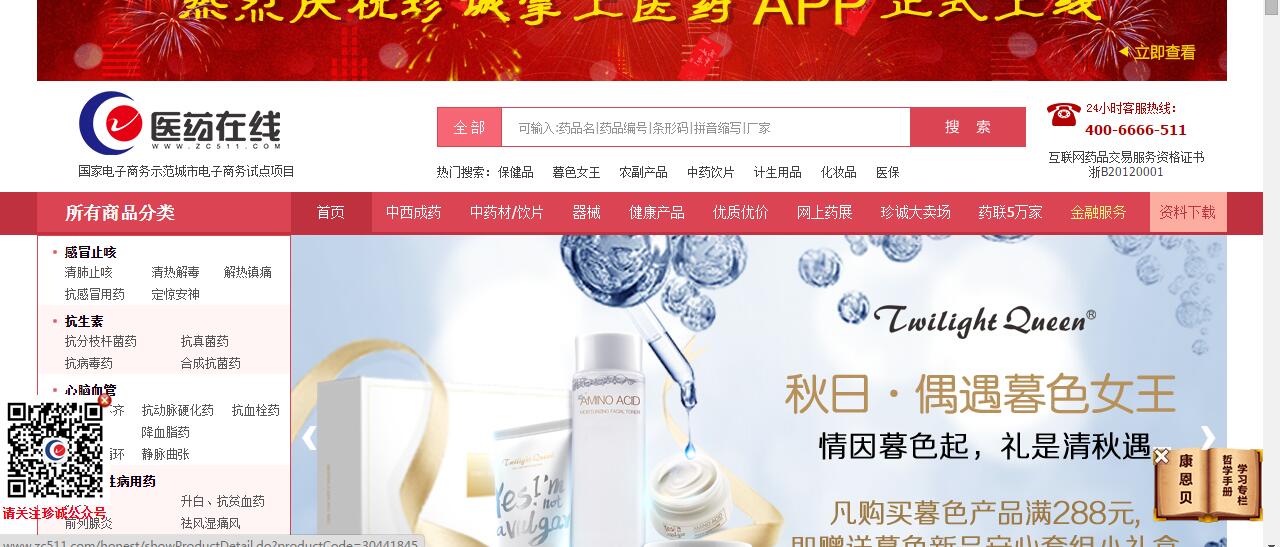 热烈庆祝珍诚掌上医药 APP 正式上线
立即查看
医药在线
WWW.ZC511.COM
国家电子商务示范城市电子商务试点项目
全部
可输入:药品名|药品编号|条形码|拼音缩写|厂家
搜 索
热门搜索： 保健品 暮色女王 农副产品 中药饮片 计生用品 化妆品 医保
24小时客服热线：
400-6666-511
互联网药品交易服务资格证书
浙B20120001
所有商品分类 首页 中西成药 中药材/饮片 器械 健康产品 优质优价 网上药展 珍诚大卖场 药联5万家 金融服务 资料下载
感冒止咳
清肺止咳 清热解毒 解热镇痛
抗感冒用药 定惊安神
抗生素
抗分枝杆菌药 抗真菌药
抗病毒药 合成抗菌药
心脑血管
抗动脉硬化药 抗血栓药
降血脂药
静脉曲张
性病用药
升白、抗贫血药
前列腺炎 祛风湿痛风
请关注珍诚公众号
Twilight Queen®
秋日·偶遇暮色女王
情因暮色起，礼是清秋遇
凡购买暮色产品满288元，
即赠送暮色新品安心套组小礼盒
AMINO ACID
MOISTURIZING FACIAL TONER
Twilight Queen
Yes! I'm
not
a vulgar
康恩贝
哲学手册
学习专栏
www.zc511.com/honest/showProductDetail.do?productCode=30441845